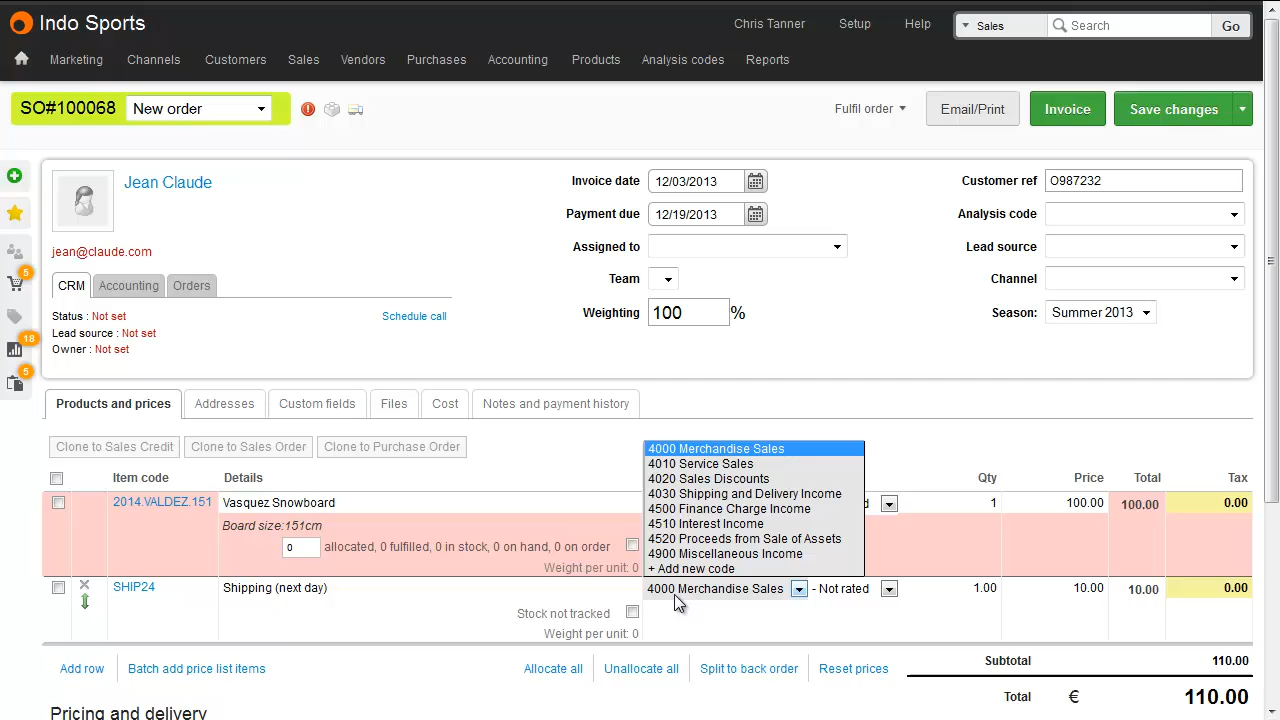 Indo Sports
Chris Tanner Setup Help Sales Search Go
Marketing Channels Customers Sales Vendors Purchases Accounting Products Analysis codes Reports
SO#100068 New order Fulfil order Email/Print Invoice Save changes
Jean Claude
jean@claude.com
CRM Accounting Orders
Status : Not set Schedule call
Lead source : Not set
Owner : Not set
Invoice date 12/03/2013
Payment due 12/19/2013
Assigned to
Team
Weighting 100 %
Customer ref O987232
Analysis code
Lead source
Channel
Season: Summer 2013
5
18
5
Products and prices Addresses Custom fields Files Cost Notes and payment history
Clone to Sales Credit Clone to Sales Order Clone to Purchase Order
Item code Details Qty Price Total Tax
2014.VALDEZ.151 Vasquez Snowboard 1 100.00 100.00 0.00
Board size:151cm
0 allocated, 0 fulfilled, 0 in stock, 0 on hand, 0 on order
Weight per unit: 0
4000 Merchandise Sales
4010 Service Sales
4020 Sales Discounts
4030 Shipping and Delivery Income
4500 Finance Charge Income
4510 Interest Income
4520 Proceeds from Sale of Assets
4900 Miscellaneous Income
+ Add new code
SHIP24 Shipping (next day) 4000 Merchandise Sales - Not rated 1.00 10.00 10.00 0.00
Stock not tracked
Weight per unit: 0
Add row Batch add price list items Allocate all Unallocate all Split to back order Reset prices
Subtotal 110.00
Total € 110.00
Pricing and delivery